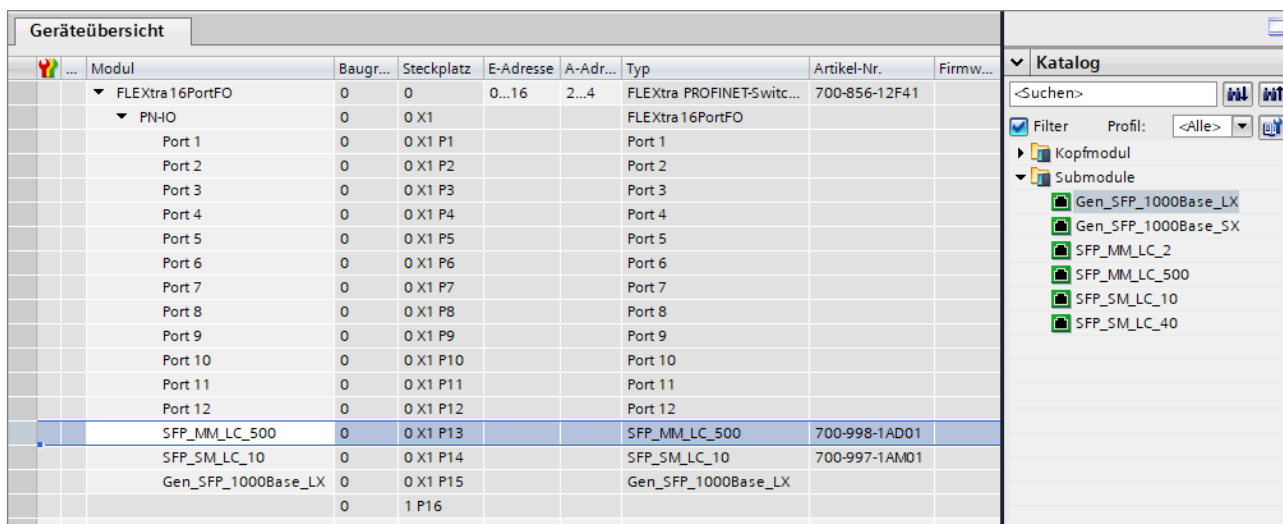 Geräteübersicht
... Modul Baugr... Steckplatz E-Adresse A-Adr... Typ Artikel-Nr. Firmw...
FLEXtra16PortFO 0 0 0...16 2...4 FLEXtra PROFINET-Switc... 700-856-12F41
PN-IO 0 0 X1 FLEXtra16PortFO
Port 1 0 0 X1 P1 Port 1
Port 2 0 0 X1 P2 Port 2
Port 3 0 0 X1 P3 Port 3
Port 4 0 0 X1 P4 Port 4
Port 5 0 0 X1 P5 Port 5
Port 6 0 0 X1 P6 Port 6
Port 7 0 0 X1 P7 Port 7
Port 8 0 0 X1 P8 Port 8
Port 9 0 0 X1 P9 Port 9
Port 10 0 0 X1 P10 Port 10
Port 11 0 0 X1 P11 Port 11
Port 12 0 0 X1 P12 Port 12
SFP_MM_LC_500 0 0 X1 P13 SFP_MM_LC_500 700-998-1AD01
SFP_SM_LC_10 0 0 X1 P14 SFP_SM_LC_10 700-997-1AM01
Gen_SFP_1000Base_LX 0 0 X1 P15 Gen_SFP_1000Base_LX
0 1 P16
Katalog
<Suchen>
Filter Profil: <Alle>
Kopfmodul
Submodule
Gen_SFP_1000Base_LX
Gen_SFP_1000Base_SX
SFP_MM_LC_2
SFP_MM_LC_500
SFP_SM_LC_10
SFP_SM_LC_40